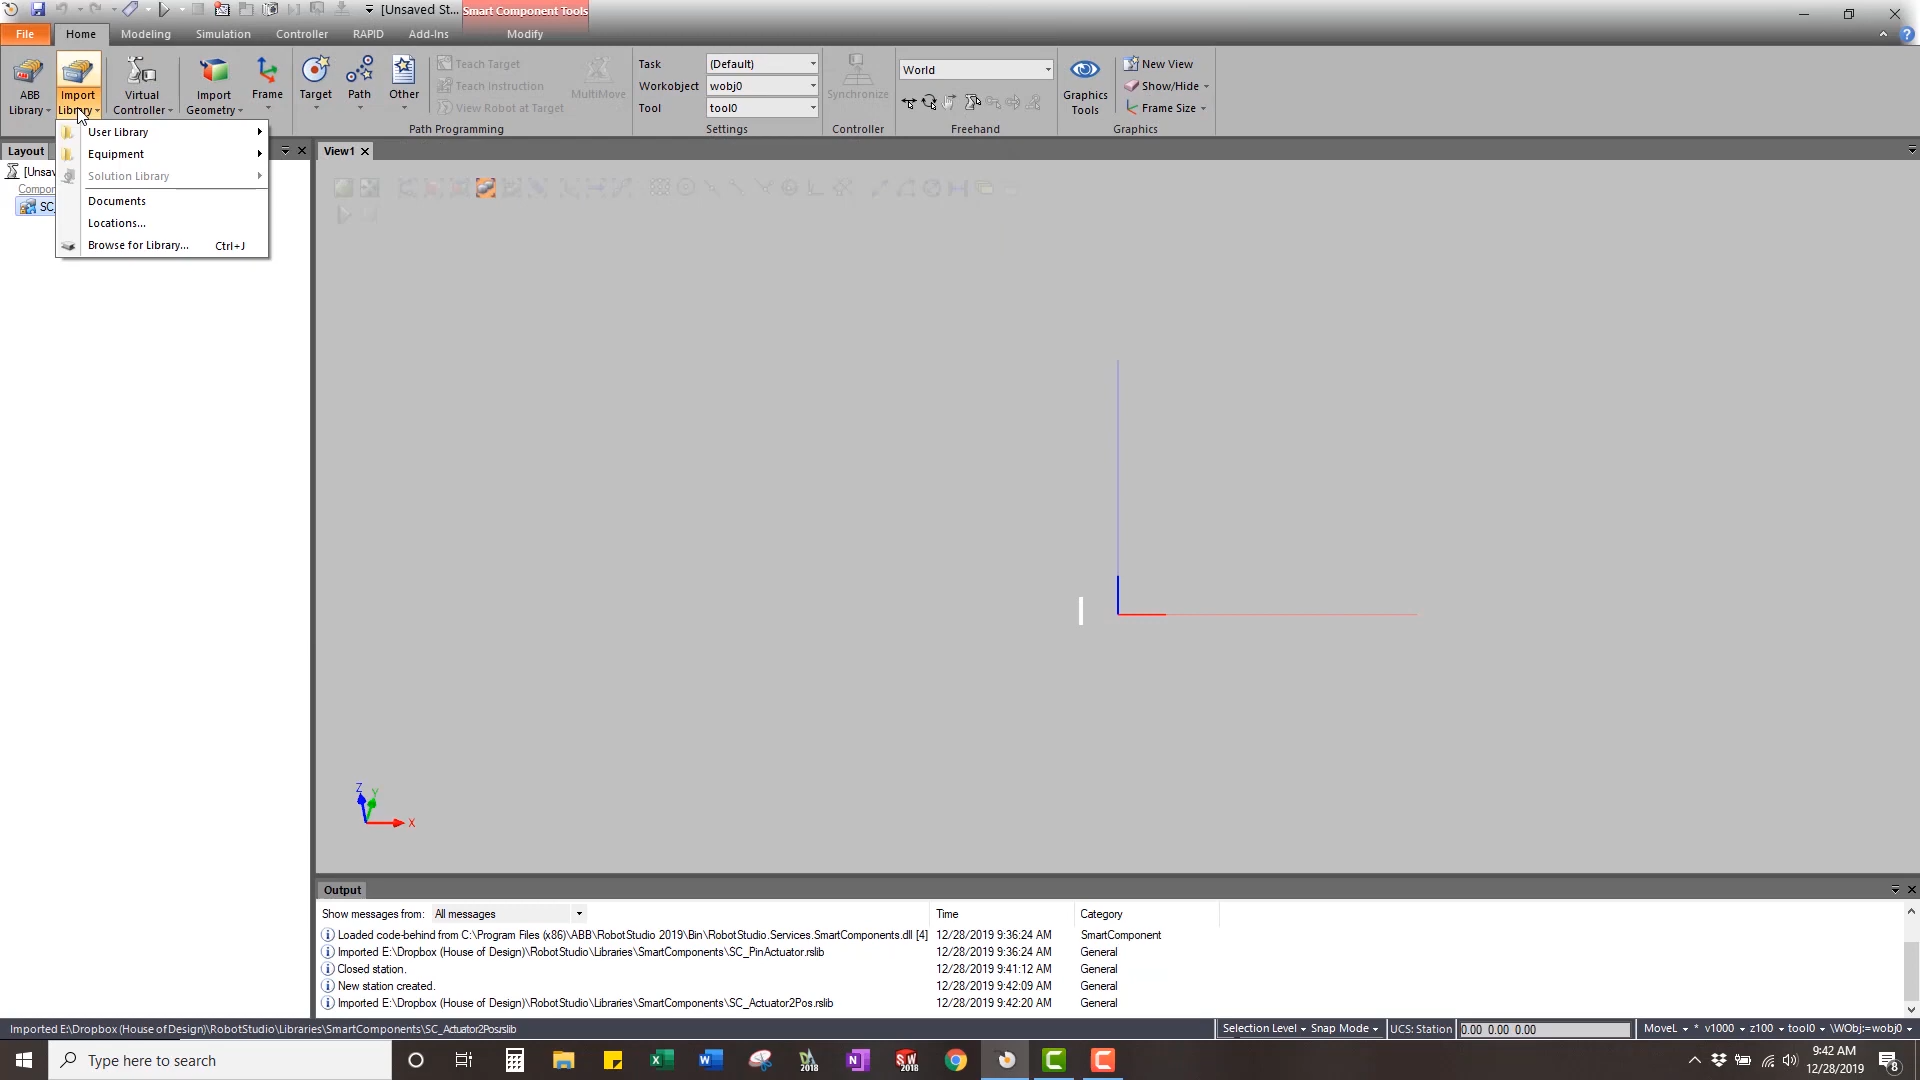 [Unsaved St...
Smart Component Tools
File
Home
Modeling
Simulation
Controller
RAPID
Add-Ins
Modify
ABB Library
Import Library
Virtual Controller
Import Geometry
Frame
Target
Path
Other
Teach Target
Teach Instruction
View Robot at Target
MultiMove
Path Programming
Task (Default)
Workobject wobj0
Tool tool0
Settings
Synchronize
Controller
World
Freehand
Graphics Tools
New View
Show/Hide
Frame Size
Graphics
User Library
Equipment
Solution Library
Documents
Locations...
Browse for Library... Ctrl+J
Layout
[Unsav
Compon
SC_
View1
Z
Y
X
Output
Show messages from: All messages Time Category
Loaded code-behind from C:\Program Files (x86)\ABB\RobotStudio 2019\Bin\RobotStudio.Services.SmartComponents.dll [4] 12/28/2019 9:36:24 AM SmartComponent
Imported E:\Dropbox (House of Design)\RobotStudio\Libraries\SmartComponents\SC_PinActuator.rslib 12/28/2019 9:36:24 AM General
Closed station. 12/28/2019 9:41:12 AM General
New station created. 12/28/2019 9:42:09 AM General
Imported E:\Dropbox (House of Design)\RobotStudio\Libraries\SmartComponents\SC_Actuator2Pos.rslib 12/28/2019 9:42:20 AM General
Imported E:\Dropbox (House of Design)\RobotStudio\Libraries\SmartComponents\SC_Actuator2Pos.rslib
Selection Level Snap Mode UCS: Station 0.00 0.00 0.00 MoveL * v1000 z100 tool0 \WObj:=wobj0
Type here to search
2018
2018
9:42 AM
12/28/2019
8